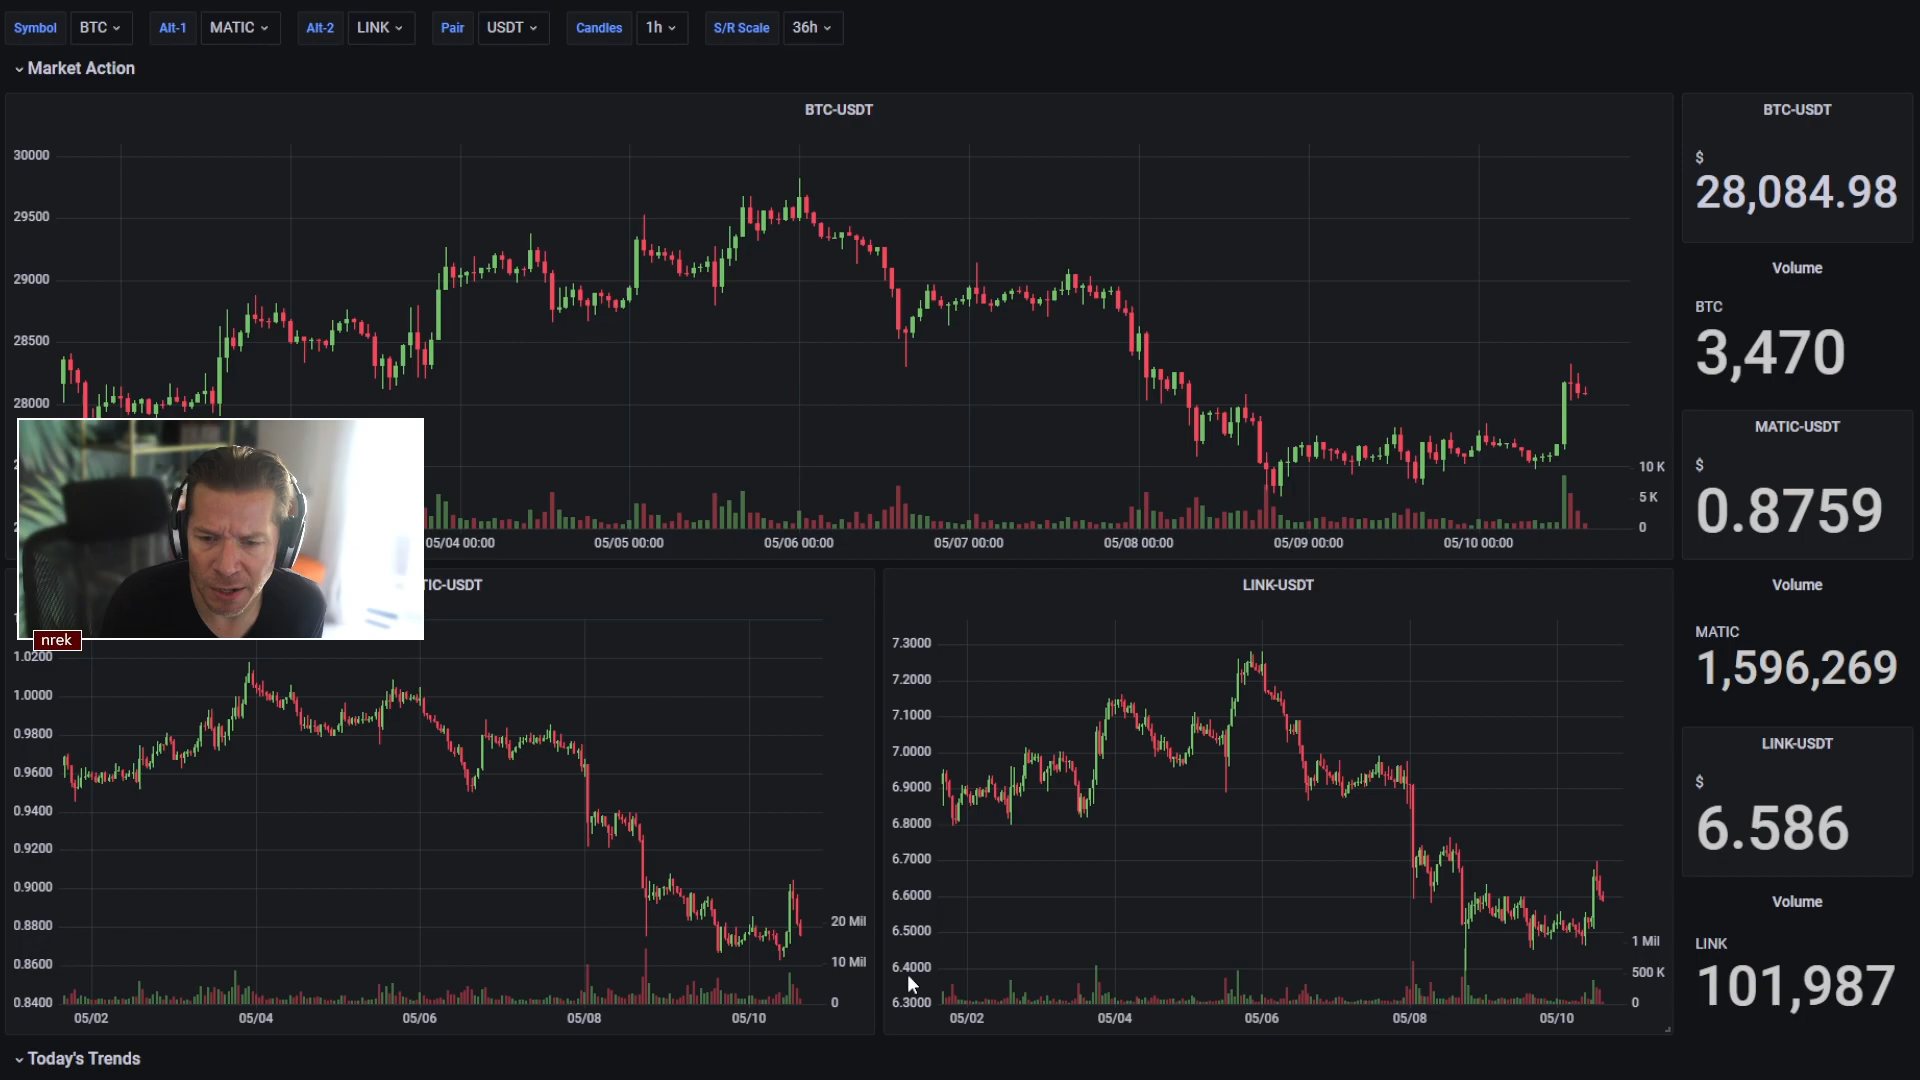 Symbol BTC Alt-1 MATIC Alt-2 LINK Pair USDT Candles 1h S/R Scale 36h
Market Action
BTC-USDT
30000
29500
29000
28500
28000
10 K
5 K
0
05/04 00:00 05/05 00:00 05/06 00:00 05/07 00:00 05/08 00:00 05/09 00:00 05/10 00:00
BTC-USDT
$
28,084.98
Volume
BTC
3,470
MATIC-USDT
$
0.8759
Volume
MATIC
1,596,269
LINK-USDT
$
6.586
Volume
LINK
101,987
nrek
TIC-USDT
1.0200
1.0000
0.9800
0.9600
0.9400
0.9200
0.9000
0.8800
0.8600
0.8400
20 Mil
10 Mil
0
05/02 05/04 05/06 05/08 05/10
LINK-USDT
7.3000
7.2000
7.1000
7.0000
6.9000
6.8000
6.7000
6.6000
6.5000
6.4000
6.3000
1 Mil
500 K
0
05/02 05/04 05/06 05/08 05/10
Today's Trends